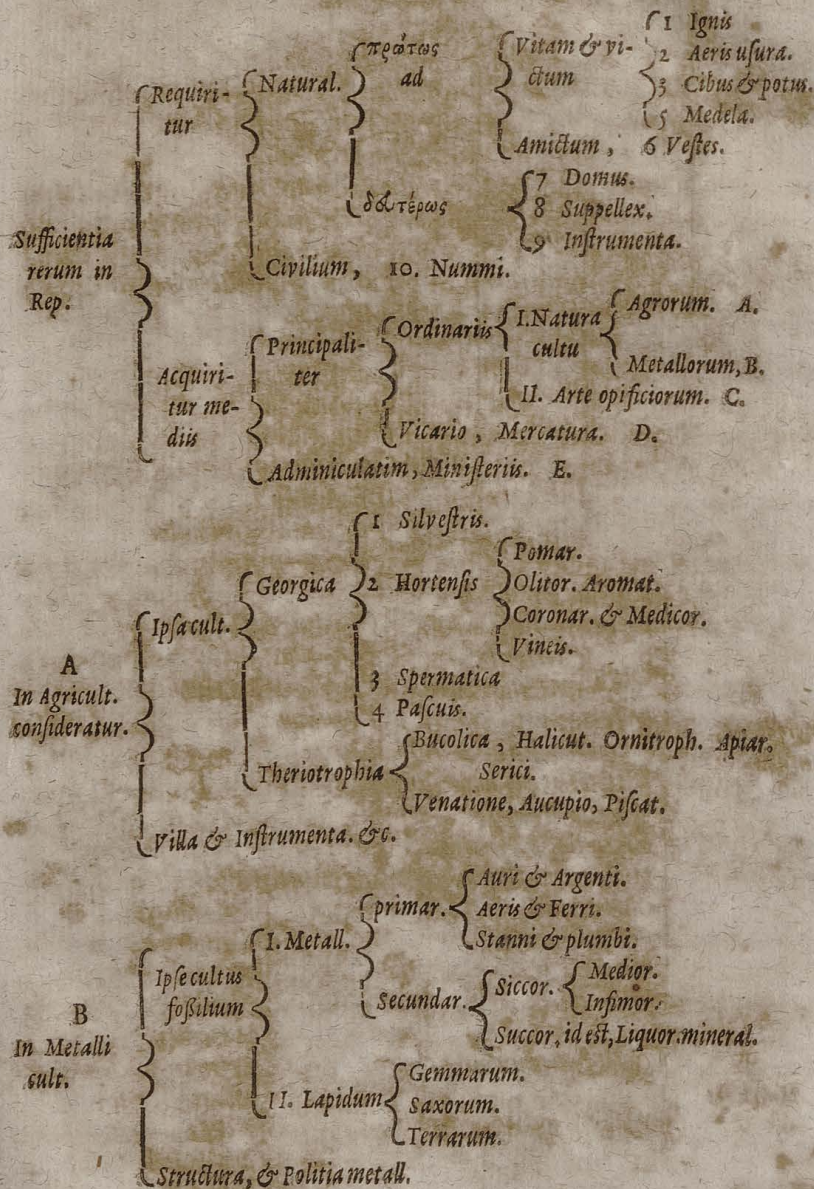 1 Ignis
πρώτως Vitam & vi- 2 Aeris uſura.
Requiri- Natural. ad ctum 3 Cibus & potus.
tur 5 Medela.
Amictum, 6 Veſtes.
δευτέρως 7 Domus.
8 Suppellex.
9 Inſtrumenta.
Sufficientia
rerum in
Rep.
Civilium, 10. Nummi.
Agrorum. A.
Ordinariis I. Natura
Principali- cultu
ter Metallorum, B.
Acquiri-
tur me- II. Arte opificiorum. C.
diis Vicario, Mercatura. D.
Adminiculatim, Miniſteriis. E.
1 Silveſtris.
Pomar.
Georgica 2 Hortenſis Olitor. Aromat.
Ipſa cult. Coronar. & Medicor.
Vineis.
A
In Agricult. 3 Spermatica
conſideratur. 4 Paſcuis.
Bucolica, Halicut. Ornitroph. Apiar.
Theriotrophia Serici.
Venatione, Aucupio, Piſcat.
Villa & Inſtrumenta. &c.
Auri & Argenti.
primar. Aeris & Ferri.
I. Metall. Stanni & plumbi.
Ipſe cultus Medior.
foſſilium Secundar. Siccor. Infimor.
B Succor, id eſt, Liquor. mineral.
In Metalli
cult. Gemmarum.
II. Lapidum Saxorum.
Terrarum.
Structura, & Politia metall.